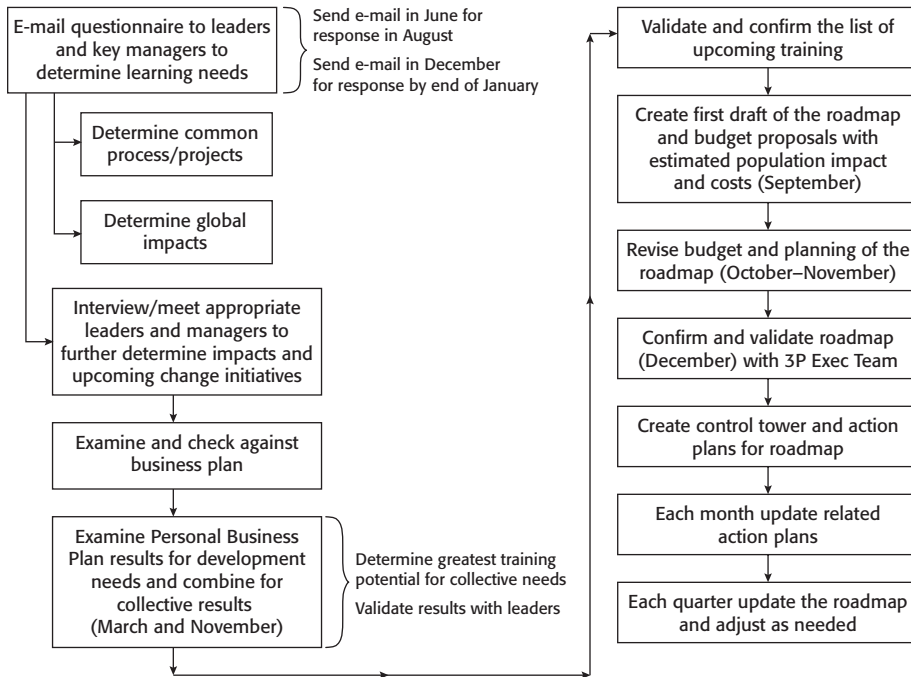 E-mail questionnaire to leaders
and key managers to
determine learning needs
Send e-mail in June for
response in August
Send e-mail in December
for response by end of January
Determine common
process/projects
Determine global
impacts
Interview/meet appropriate
leaders and managers to
further determine impacts and
upcoming change initiatives
Examine and check against
business plan
Examine Personal Business
Plan results for development
needs and combine for
collective results
(March and November)
Determine greatest training
potential for collective needs
Validate results with leaders
Validate and confirm the list of
upcoming training
Create first draft of the roadmap
and budget proposals with
estimated population impact
and costs (September)
Revise budget and planning of the
roadmap (October–November)
Confirm and validate roadmap
(December) with 3P Exec Team
Create control tower and action
plans for roadmap
Each month update related
action plans
Each quarter update the roadmap
and adjust as needed